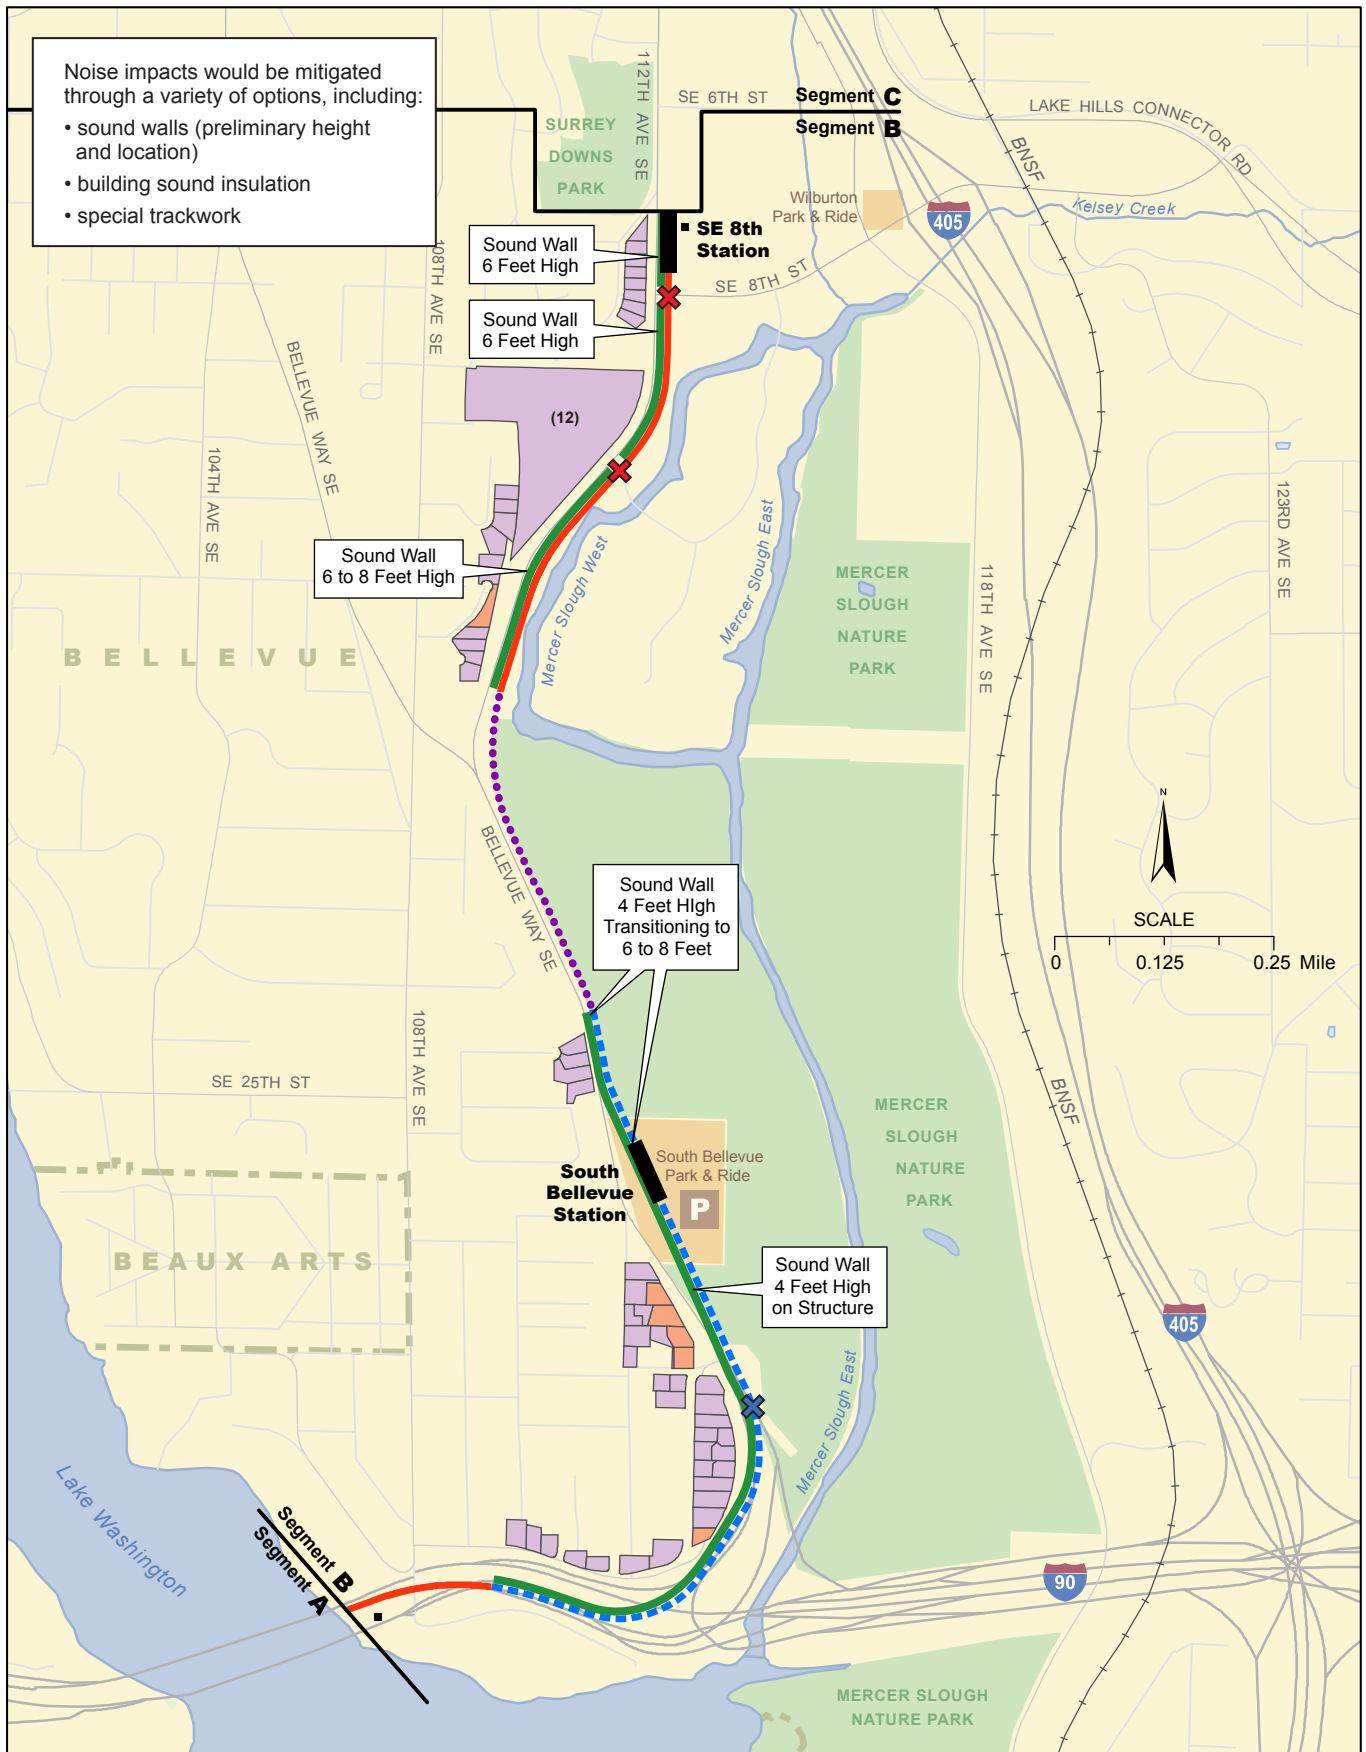 Noise impacts would be mitigated
through a variety of options, including:
• sound walls (preliminary height
and location)
• building sound insulation
• special trackwork
112TH AVE SE
SE 6TH ST
Segment C
Segment B
LAKE HILLS CONNECTOR RD
BNSF
SURREY
DOWNS
PARK
Wilburton
Park & Ride
405
Kelsey Creek
SE 8th
Station
Sound Wall
6 Feet High
108TH AVE SE
SE 8TH ST
Sound Wall
6 Feet High
BELLEVUE WAY SE
(12)
104TH AVE SE
123RD AVE SE
Mercer Slough East
Mercer Slough West
Sound Wall
6 to 8 Feet High
MERCER
SLOUGH
NATURE
PARK
118TH AVE SE
BELLEVUE
N
BELLEVUE WAY SE
Sound Wall
4 Feet HIgh
Transitioning to
6 to 8 Feet
SCALE
0 0.125 0.25 Mile
108TH AVE SE
SE 25TH ST
BNSF
MERCER
SLOUGH
NATURE
PARK
South
Bellevue
Station
South Bellevue
Park & Ride
P
BEAUX ARTS
Sound Wall
4 Feet High
on Structure
405
Mercer Slough East
Lake Washington
Segment B
Segment A
90
MERCER SLOUGH
NATURE PARK